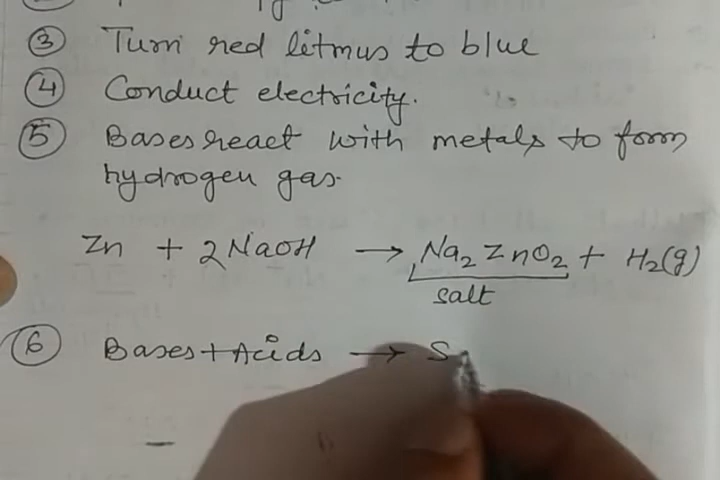 ③ Turn red litmus to blue
④ Conduct electricity.
⑤ Bases react with metals to form
hydrogen gas.
Zn + 2NaOH → Na₂ZnO₂ + H₂(g)
salt
⑥ Bases + Acids → S